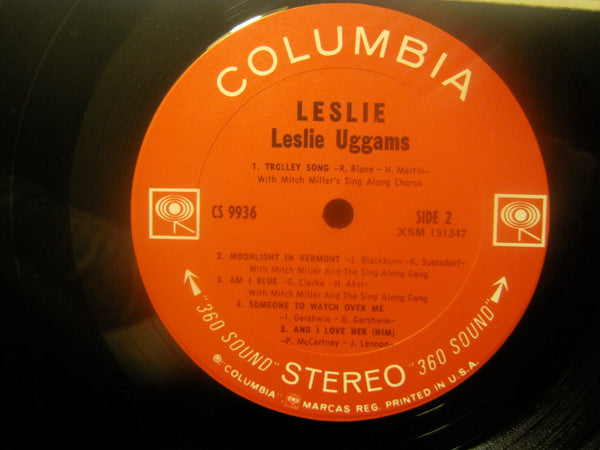 COLUMBIA
LESLIE
Leslie Uggams
1. TROLLEY SONG -R. Blane - H. Martin-
With Mitch Miller's Sing Along Chorus
CS 9936
SIDE 2
XSM 151347
2. MOONLIGHT IN VERMONT -J. Blackburn -K. Suessdorf-
With Mitch Miller And The Sing Along Gang
3. AM I BLUE -G. Clarke - H. Akst-
With Mitch Miller And The Sing Along Gang
4. SOMEONE TO WATCH OVER ME
-I. Gershwin - G. Gershwin-
5. AND I LOVE HER (HIM)
-P. McCartney - J. Lennon-
"360 SOUND" STEREO "360 SOUND"
® "COLUMBIA", MARCAS REG. PRINTED IN U.S.A.